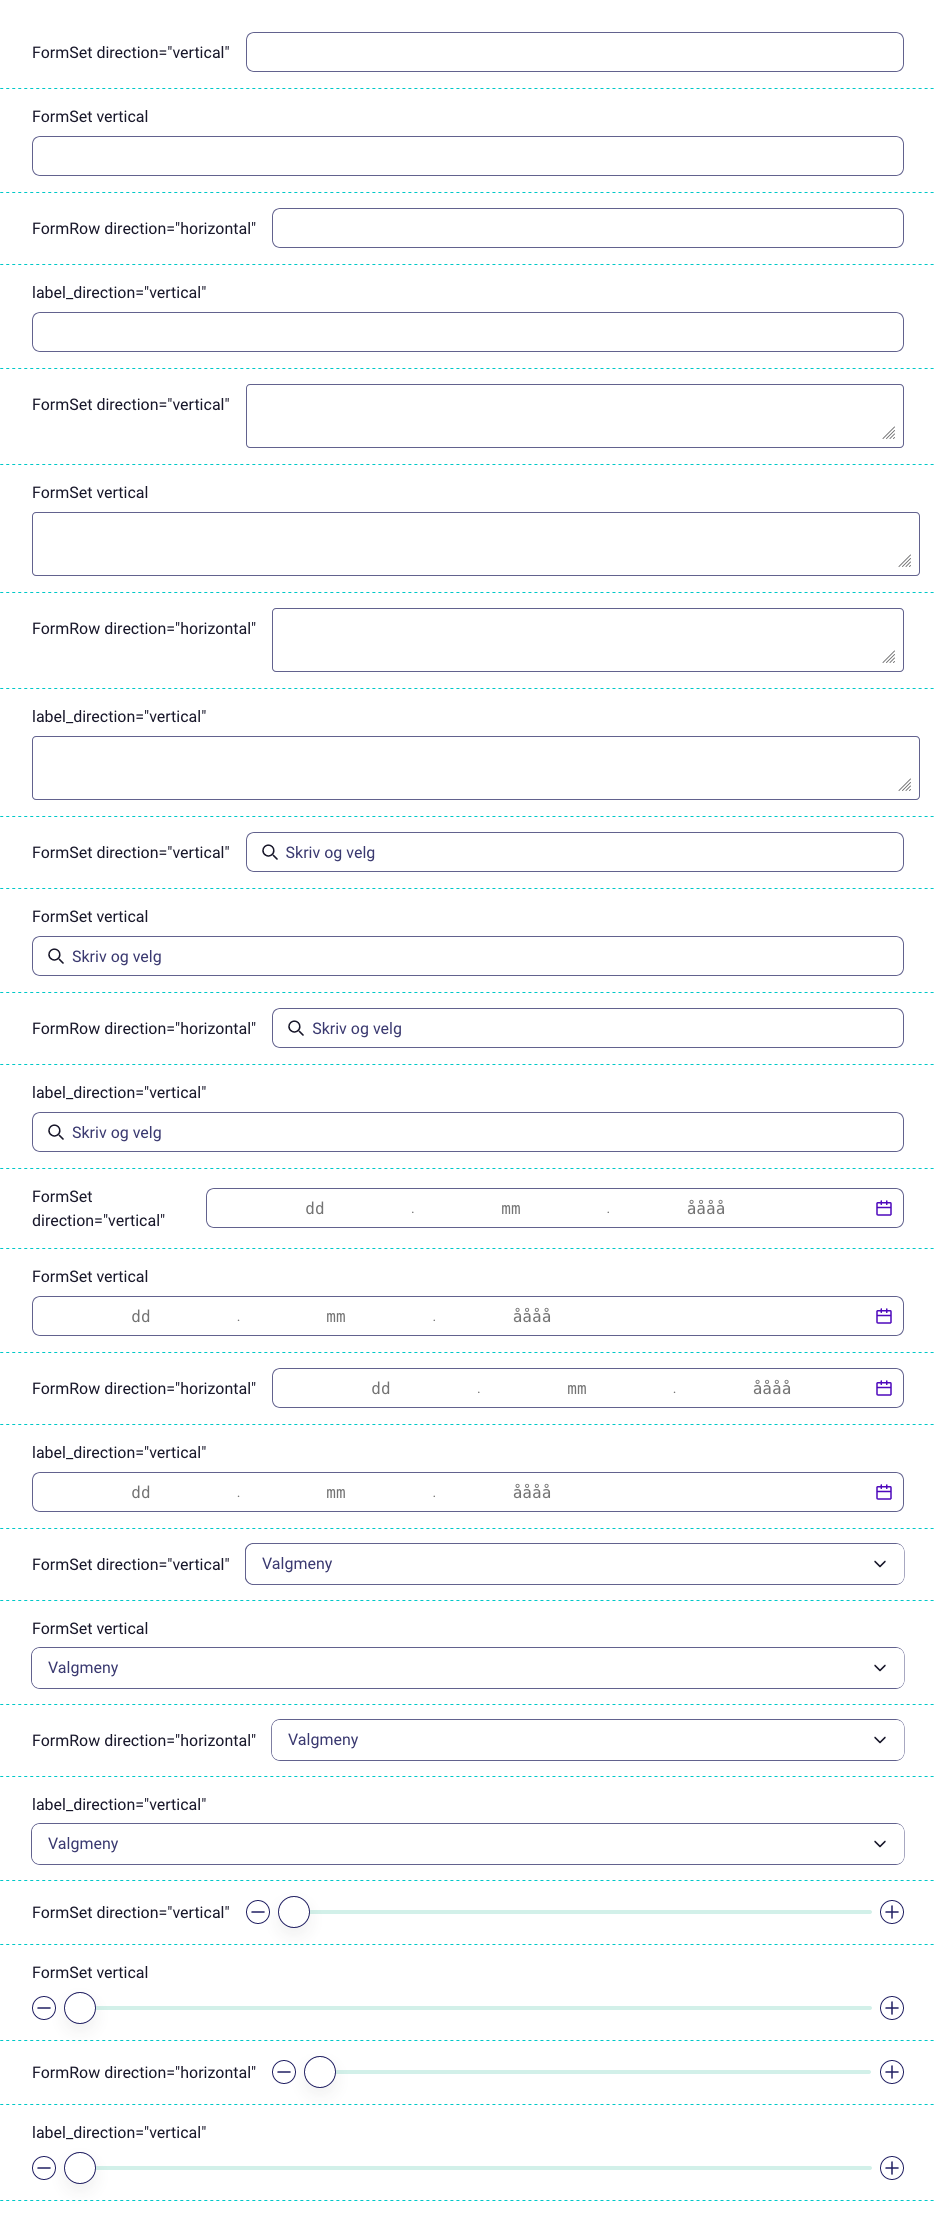 FormSet direction="vertical"
FormSet vertical
FormRow direction="horizontal"
label_direction="vertical"
FormSet direction="vertical"
FormSet vertical
FormRow direction="horizontal"
label_direction="vertical"
FormSet direction="vertical" Skriv og velg
FormSet vertical
Skriv og velg
FormRow direction="horizontal" Skriv og velg
label_direction="vertical"
Skriv og velg
FormSet
direction="vertical" dd . mm . åååå
FormSet vertical
dd . mm . åååå
FormRow direction="horizontal" dd . mm . åååå
label_direction="vertical"
dd . mm . åååå
FormSet direction="vertical" Valgmeny
FormSet vertical
Valgmeny
FormRow direction="horizontal" Valgmeny
label_direction="vertical"
Valgmeny
FormSet direction="vertical"
FormSet vertical
FormRow direction="horizontal"
label_direction="vertical"